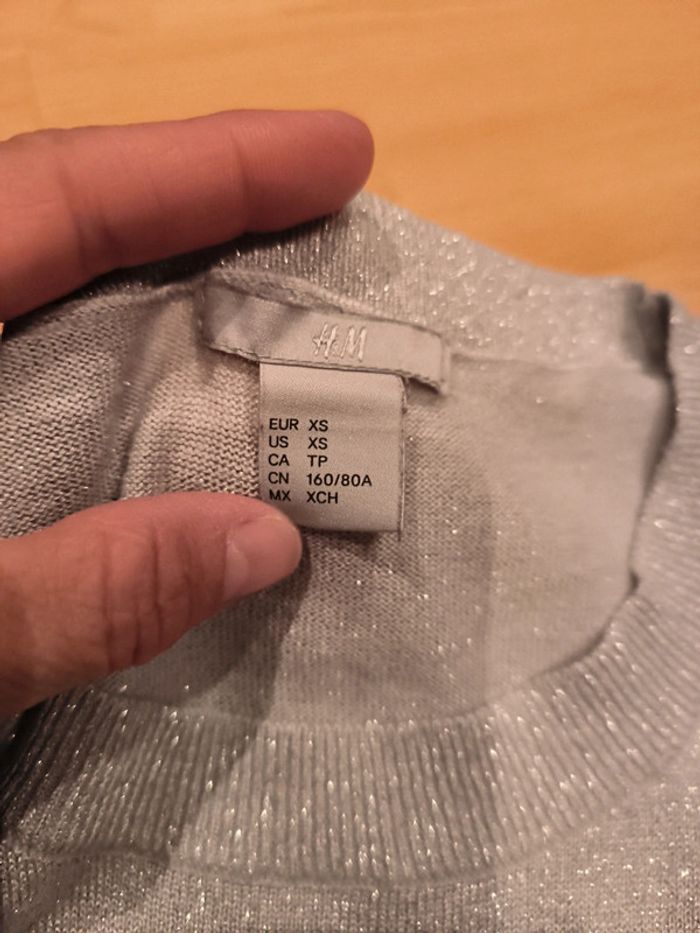 H&M
EUR XS
US XS
CA TP
CN 160/80A
MX XCH